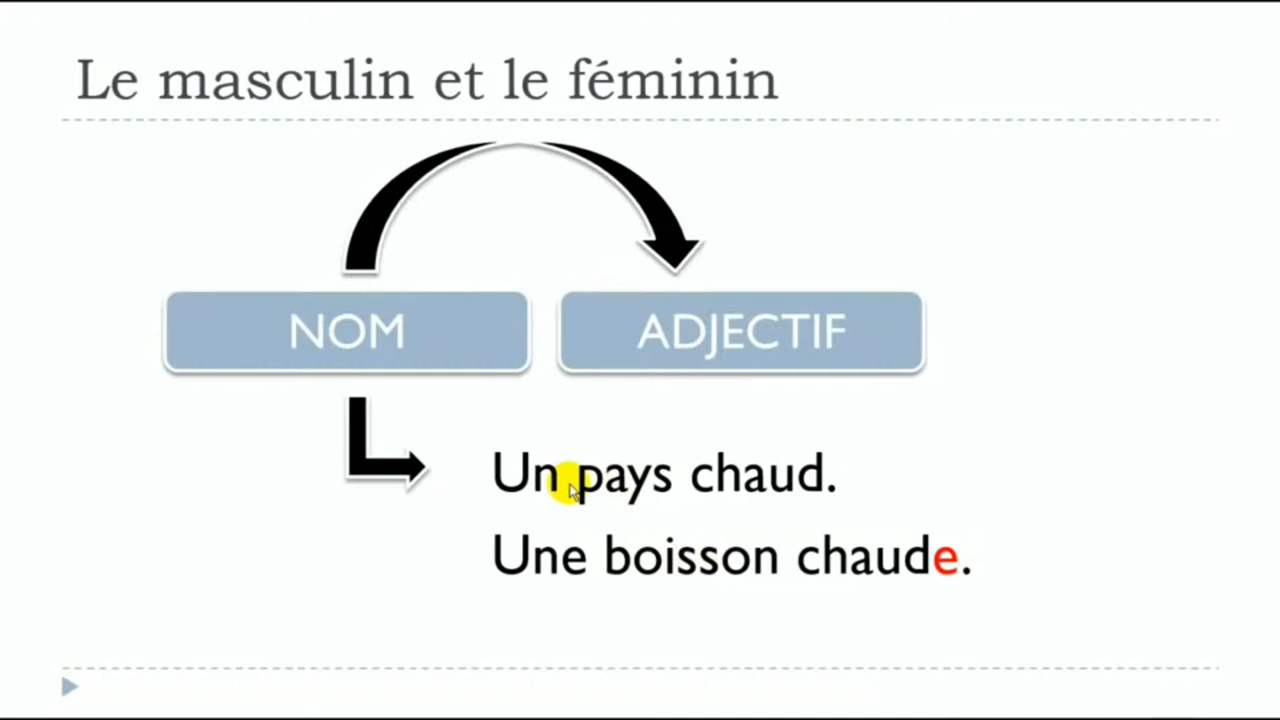 Le masculin et le féminin
NOM
ADJECTIF
Un pays chaud.
Une boisson chaude.